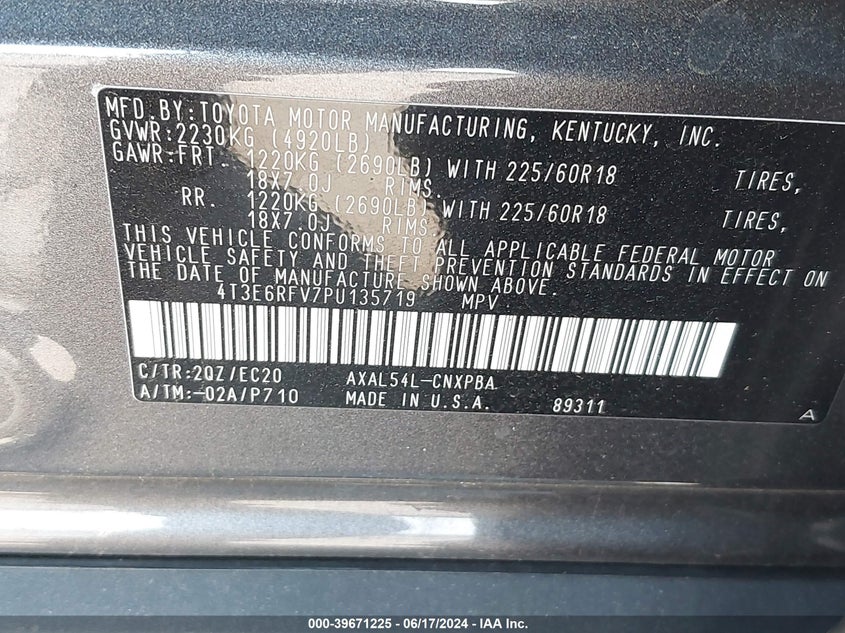 MFD.BY:TOYOTA MOTOR MANUFACTURING, KENTUCKY, INC.
GVWR:2230KG (4920LB)
GAWR:FRT. 1220KG (2690LB) WITH 225/60R18 TIRES,
18X7.0J RIMS.
RR. 1220KG (2690LB) WITH 225/60R18 TIRES,
18X7.0J RIMS.
THIS VEHICLE CONFORMS TO ALL APPLICABLE FEDERAL MOTOR
VEHICLE SAFETY AND THEFT PREVENTION STANDARDS IN EFFECT ON
THE DATE OF MANUFACTURE SHOWN ABOVE.
4T3E6RFV7PU135719 MPV
C/TR:2QZ/EC20 AXAL54L-CNXPBA
A/TM:-02A/P710 MADE IN U.S.A. 89311 A
000-39671225 - 06/17/2024 - IAA Inc.